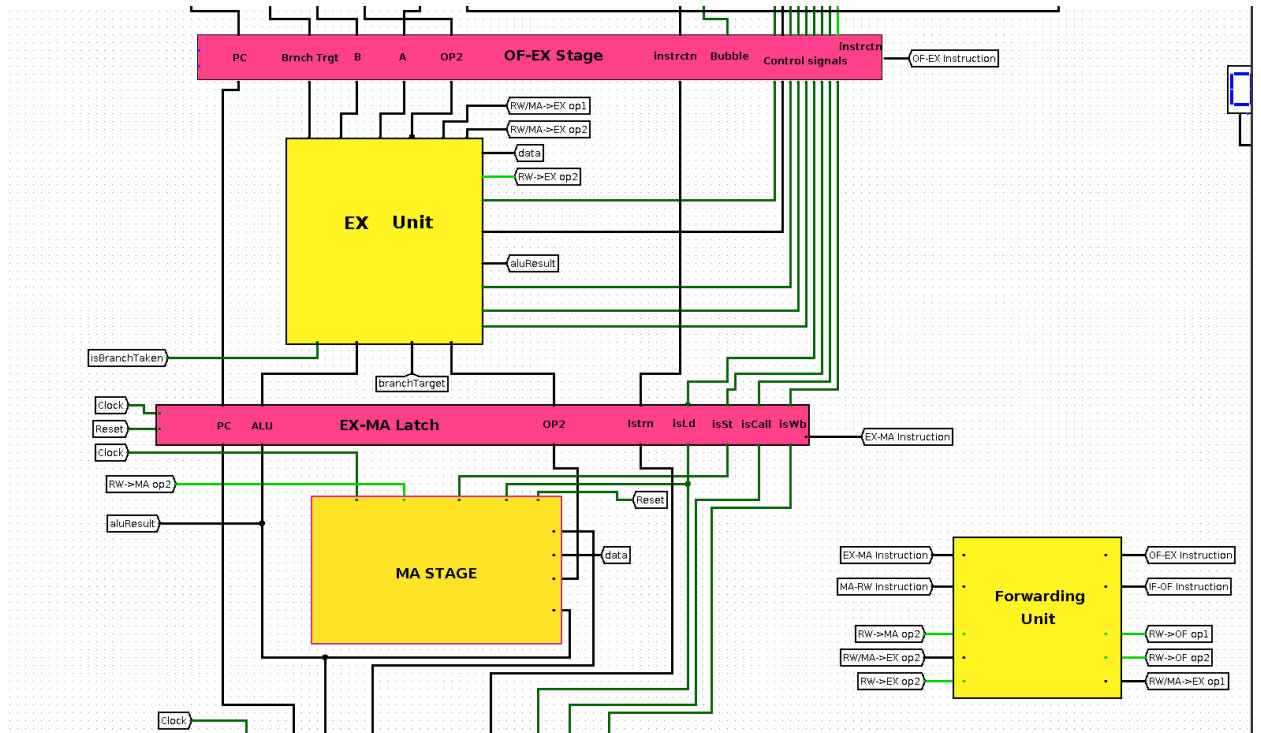 instrctn
PC
Brnch Trgt
B
A
OP2
OF-EX Stage
instrctn
Bubble
Control signals
OF-EX Instruction
RW/MA->EX op1
RW/MA->EX op2
data
RW->EX op2
EX Unit
aluResult
isBranchTaken
branchTarget
Clock
Reset
PC
ALU
EX-MA Latch
OP2
Istrn
isLd
isSt
isCall
isWb
EX-MA Instruction
Clock
RW->MA op2
Reset
aluResult
data
MA STAGE
EX-MA Instruction
OF-EX Instruction
MA-RW Instruction
IF-OF Instruction
Forwarding
Unit
RW->MA op2
RW->OF op1
RW/MA->EX op2
RW->OF op2
RW->EX op2
RW/MA->EX op1
Clock